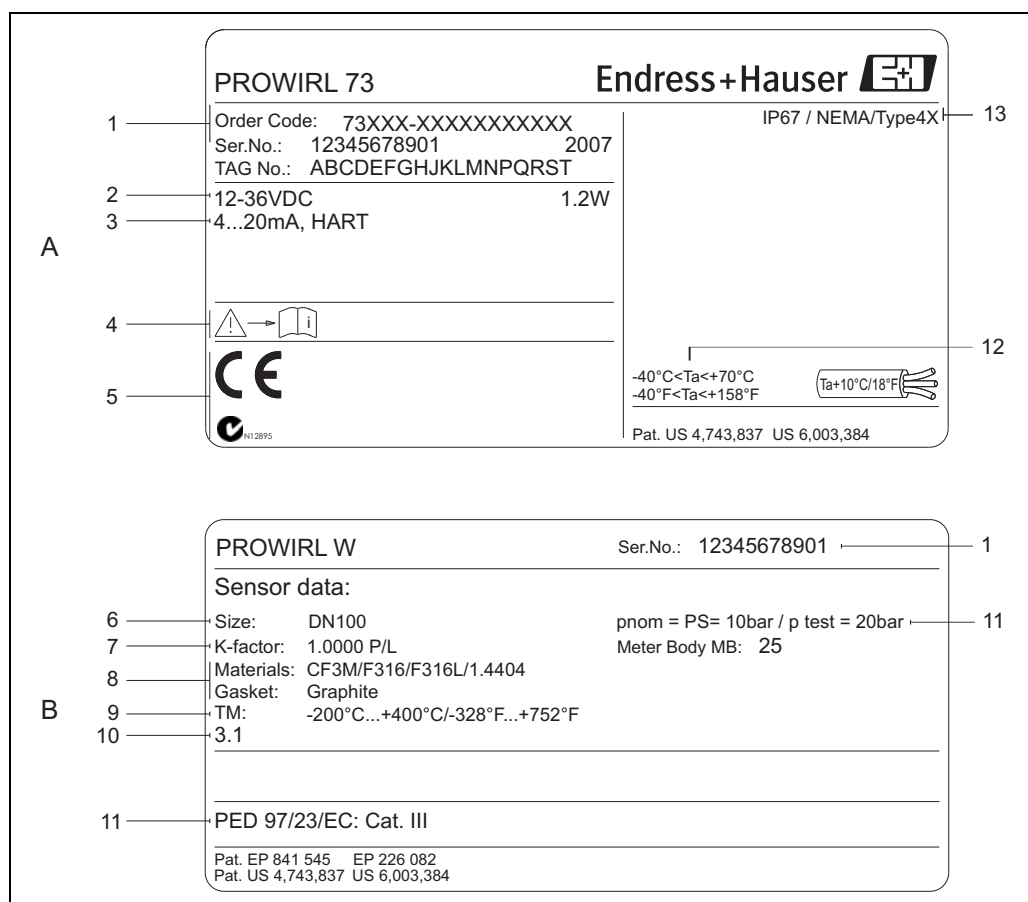 PROWIRL 73 Endress+Hauser
1 Order Code: 73XXX-XXXXXXXXXXX IP67 / NEMA/Type4X 13
Ser.No.: 12345678901 2007
TAG No.: ABCDEFGHJKLMNPQRST
2 12-36VDC 1.2W
3 4...20mA, HART
A
4 i
12
5 CE
-40°C<Ta<+70°C Ta+10°C/18°F
-40°F<Ta<+158°F
N12895 Pat. US 4,743,837 US 6,003,384
PROWIRL W Ser.No.: 12345678901 1
Sensor data:
6 Size: DN100 pnom = PS= 10bar / p test = 20bar 11
7 K-factor: 1.0000 P/L Meter Body MB: 25
8 Materials: CF3M/F316/F316L/1.4404
Gasket: Graphite
B
9 TM: -200°C...+400°C/-328°F...+752°F
10 3.1
11 PED 97/23/EC: Cat. III
Pat. EP 841 545 EP 226 082
Pat. US 4,743,837 US 6,003,384